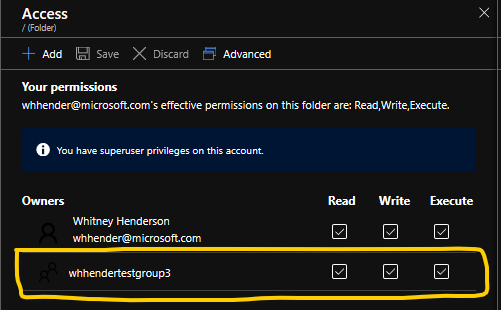 Access
/ (Folder)
Add Save Discard Advanced
Your permissions
whhender@microsoft.com's effective permissions on this folder are: Read,Write,Execute.
You have superuser privileges on this account.
Owners Read Write Execute
Whitney Henderson
whhender@microsoft.com
whhendertestgroup3